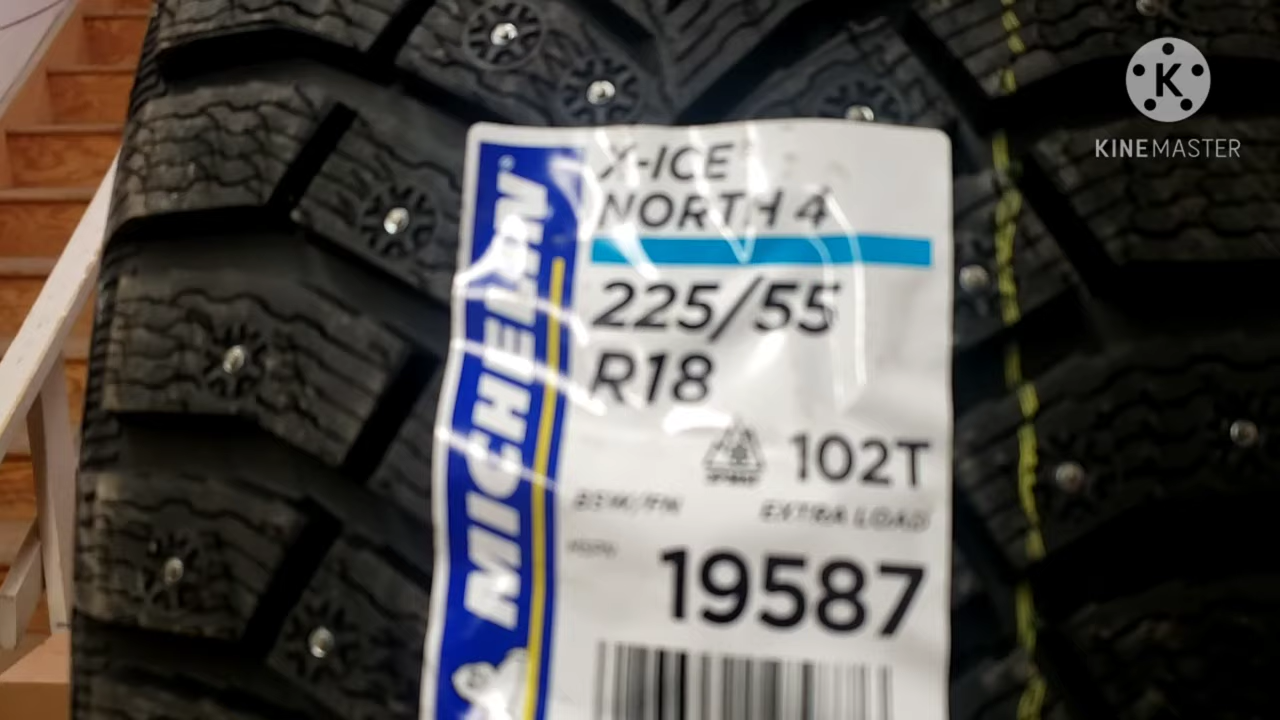 X-ICE
NORTH 4
225/55
R18
102T
EXTRA LOAD
19587
MICHELIN
K
KINEMASTER